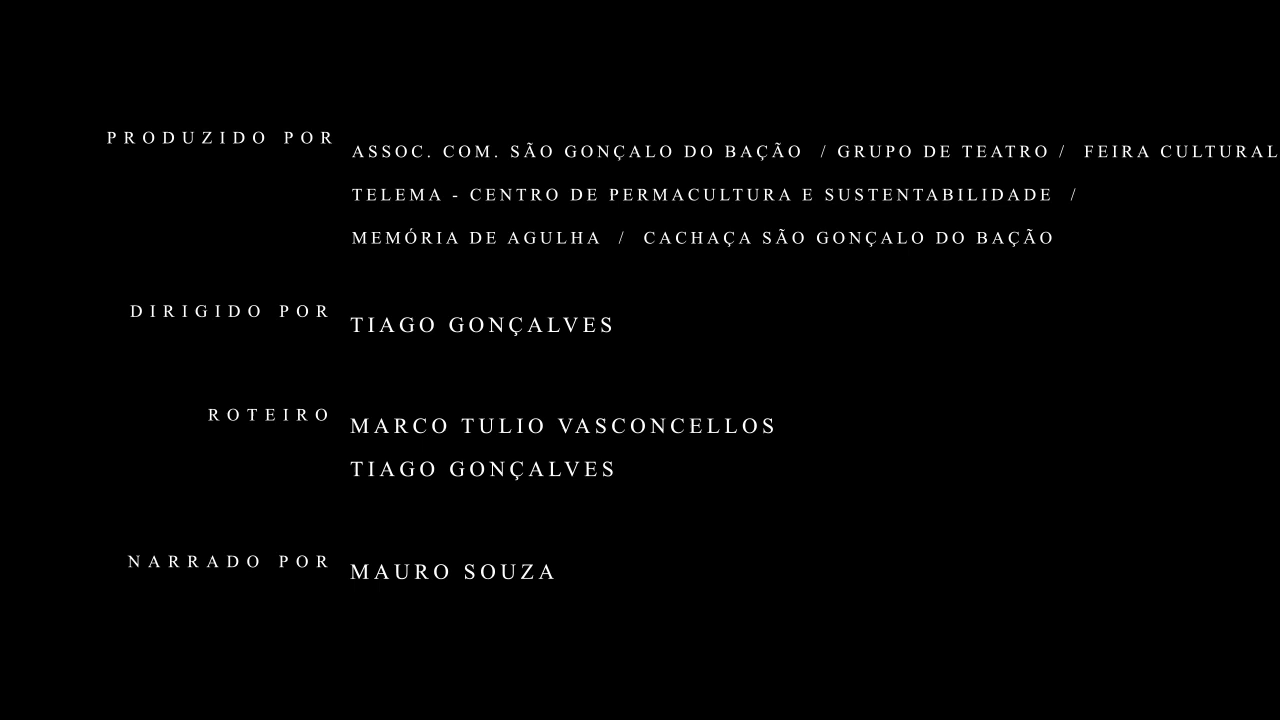 PRODUZIDO POR
ASSOC. COM. SÃO GONÇALO DO BAÇÃO / GRUPO DE TEATRO / FEIRA CULTURAL
TELEMA - CENTRO DE PERMACULTURA E SUSTENTABILIDADE /
MEMÓRIA DE AGULHA / CACHAÇA SÃO GONÇALO DO BAÇÃO
DIRIGIDO POR
TIAGO GONÇALVES
ROTEIRO
MARCO TULIO VASCONCELLOS
TIAGO GONÇALVES
NARRADO POR
MAURO SOUZA